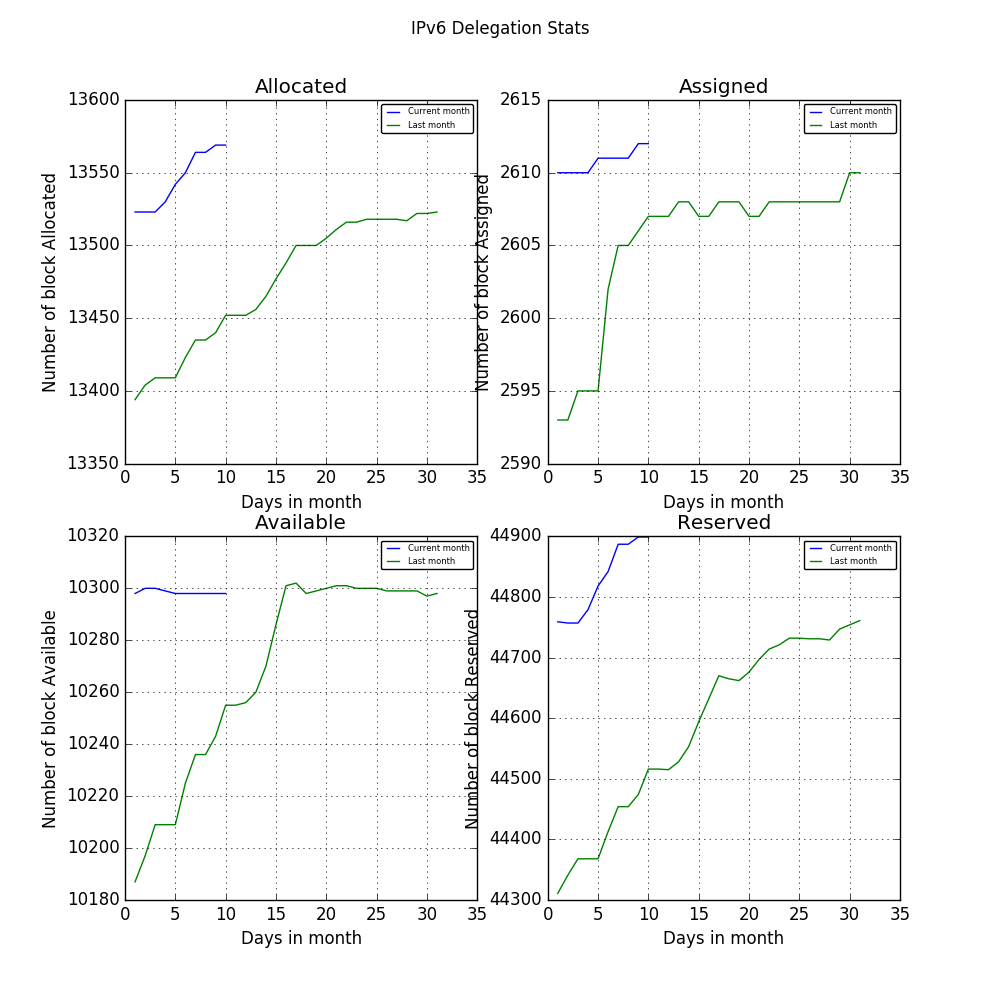 IPv6 Delegation Stats
Allocated
Number of block Allocated
13600
13550
13500
13450
13400
13350
0 5 10 15 20 25 30 35
Days in month
Current month
Last month
Assigned
Number of block Assigned
2615
2610
2605
2600
2595
2590
0 5 10 15 20 25 30 35
Days in month
Current month
Last month
Available
Number of block Available
10320
10300
10280
10260
10240
10220
10200
10180
0 5 10 15 20 25 30 35
Days in month
Current month
Last month
Reserved
Number of block Reserved
44900
44800
44700
44600
44500
44400
44300
0 5 10 15 20 25 30 35
Days in month
Current month
Last month